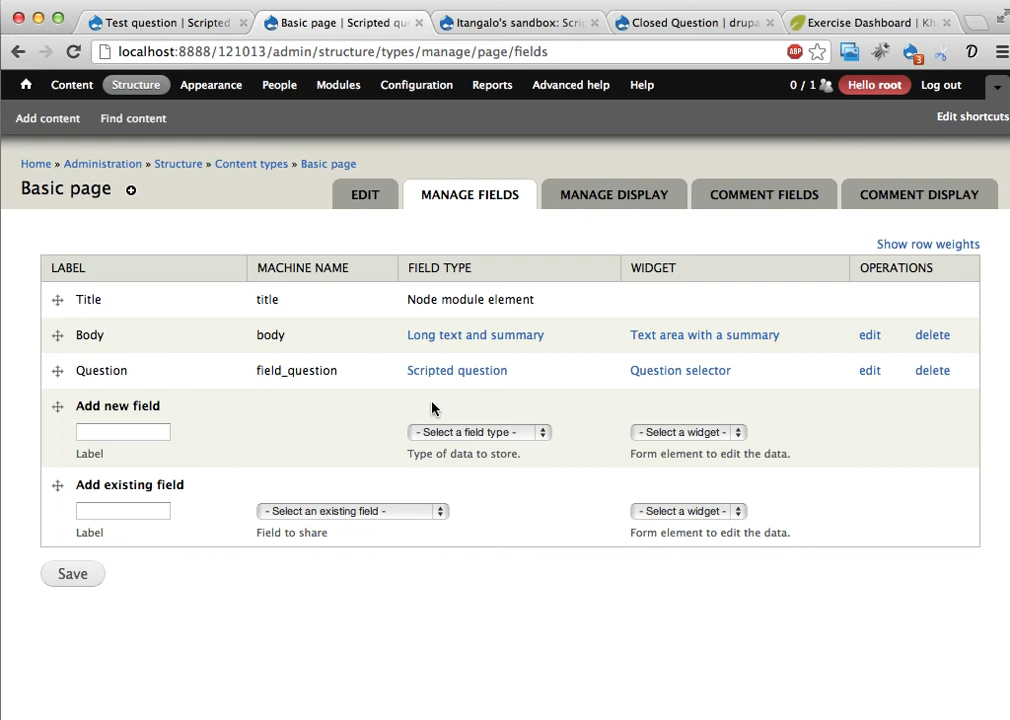 Test question | Scripted
Basic page | Scripted qu
Itangalo's sandbox: Scri
Closed Question | drupa
Exercise Dashboard | Kh
localhost:8888/121013/admin/structure/types/manage/page/fields
ABP
3
D
Content Structure Appearance People Modules Configuration Reports Advanced help Help 0 / 1 Hello root Log out
Add content Find content Edit shortcuts
Home » Administration » Structure » Content types » Basic page
Basic page
EDIT MANAGE FIELDS MANAGE DISPLAY COMMENT FIELDS COMMENT DISPLAY
Show row weights
LABEL MACHINE NAME FIELD TYPE WIDGET OPERATIONS
Title title Node module element
Body body Long text and summary Text area with a summary edit delete
Question field_question Scripted question Question selector edit delete
Add new field
- Select a field type - - Select a widget -
Label Type of data to store. Form element to edit the data.
Add existing field
- Select an existing field - - Select a widget -
Label Field to share Form element to edit the data.
Save